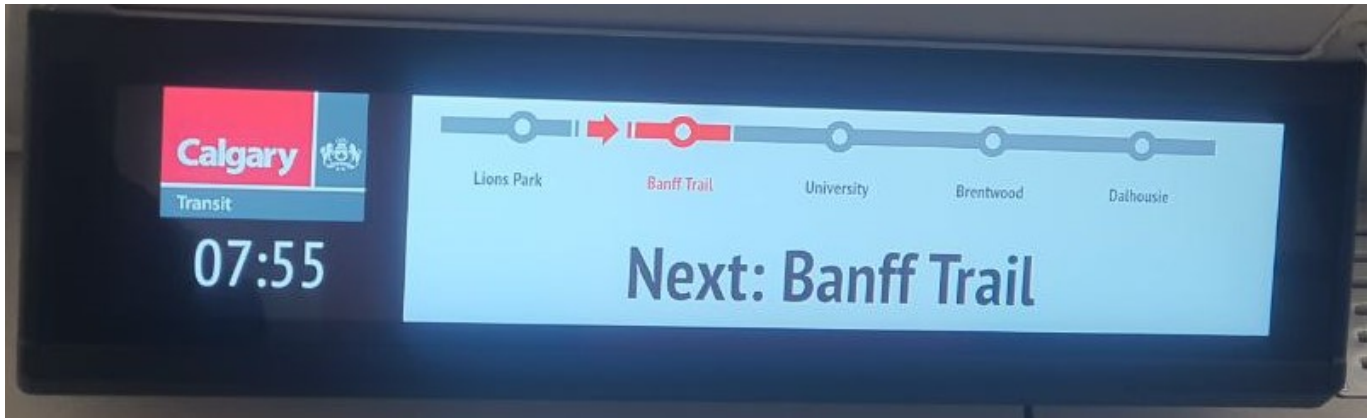 Calgary
Transit
07:55
Lions Park Banff Trail University Brentwood Dalhousie
Next: Banff Trail